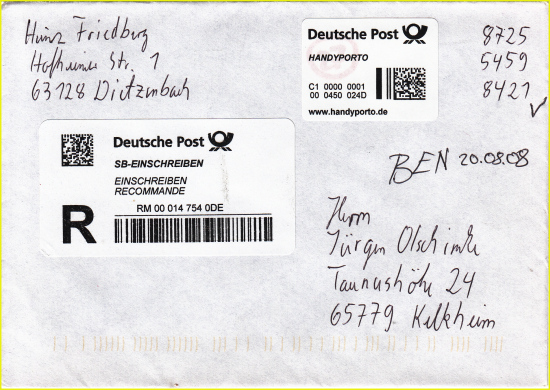 Heinz Friedberg
Hofheimer Str. 1
63128 Dietzenbach
Deutsche Post
HANDYPORTO
C1 0000 0001
00 0450 024D
www.handyporto.de
8725
5459
8421
Deutsche Post
SB-EINSCHREIBEN
EINSCHREIBEN
RECOMMANDE
R
RM 00 014 754 0DE
BEN 20.08.08
Herrn
Jürgen Olschimke
Taunushöhe 24
65779 Kelkheim